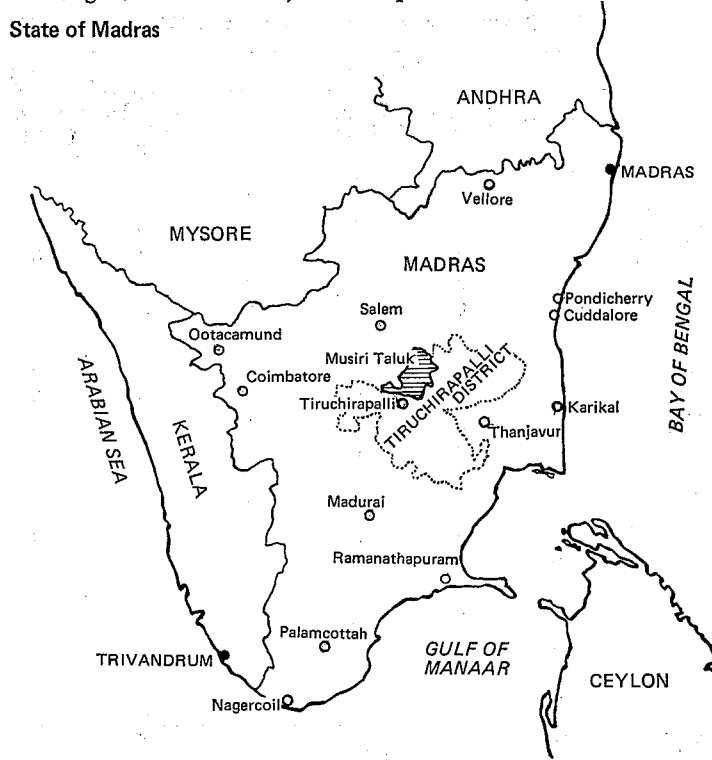 State of Madras
ANDHRA
MADRAS
Vellore
MYSORE
MADRAS
Pondicherry
Cuddalore
Salem
Ootacamund
Musiri Taluk
Coimbatore
Tiruchirapalli
TIRUCHIRAPALLI
DISTRICT
Karikal
Thanjavur
BAY OF BENGAL
ARABIAN SEA
KERALA
Madurai
Ramanathapuram
Palamcottah
TRIVANDRUM
GULF OF
MANAAR
CEYLON
Nagercoil